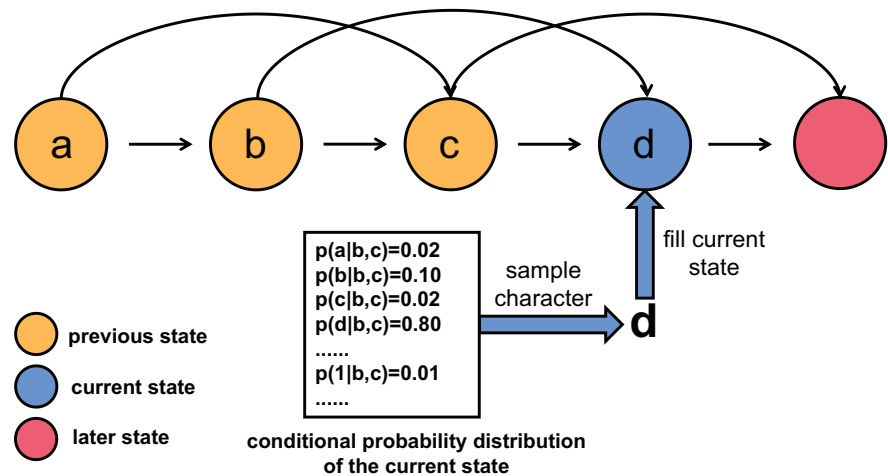 a
b
c
d
p(a|b,c)=0.02
p(b|b,c)=0.10
p(c|b,c)=0.02
p(d|b,c)=0.80
......
p(1|b,c)=0.01
......
sample
character
d
fill current
state
previous state
current state
later state
conditional probability distribution
of the current state